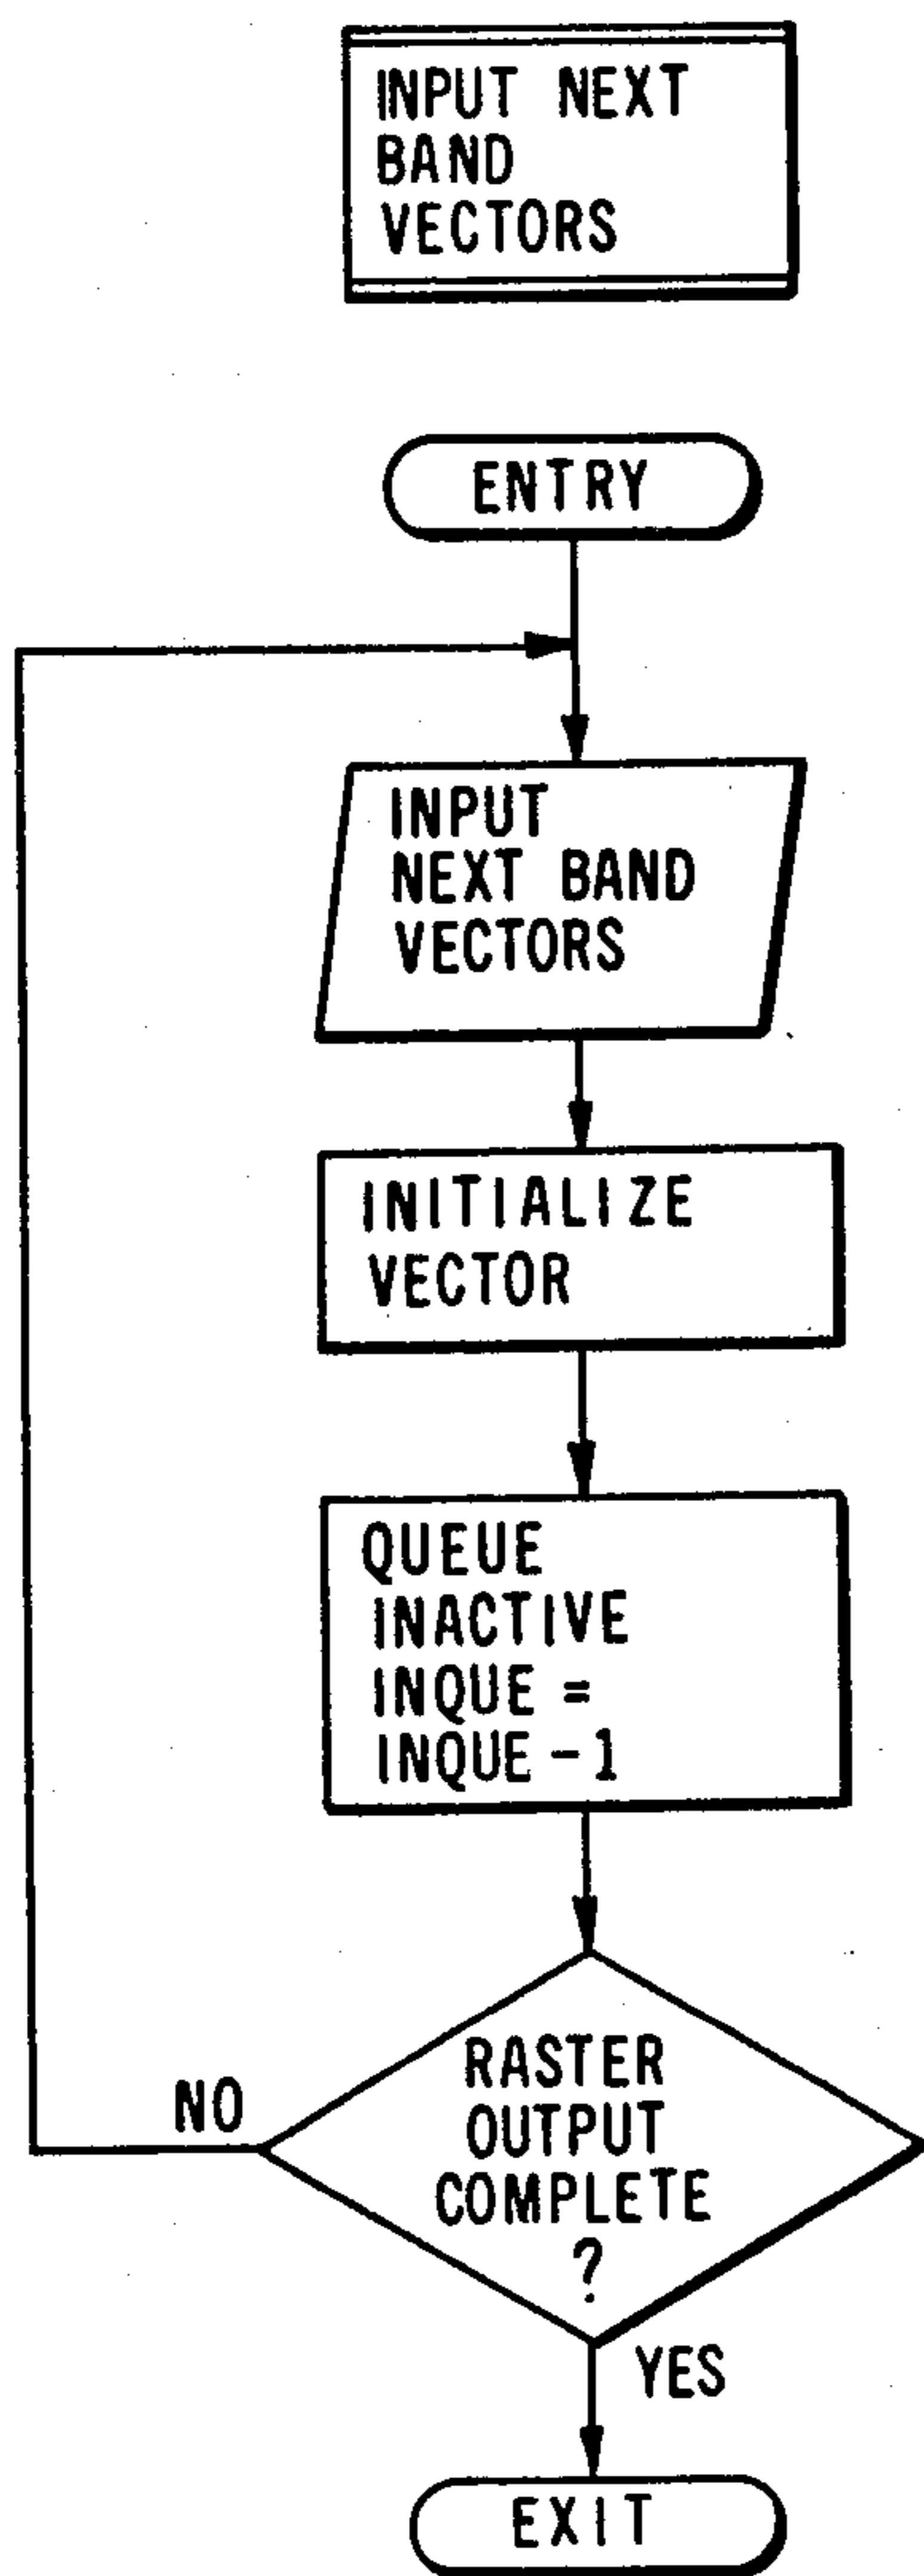 INPUT NEXT
BAND
VECTORS
ENTRY
INPUT
NEXT BAND
VECTORS
INITIALIZE
VECTOR
QUEUE
INACTIVE
INQUE =
INQUE - 1
RASTER
OUTPUT
COMPLETE
?
NO
YES
EXIT